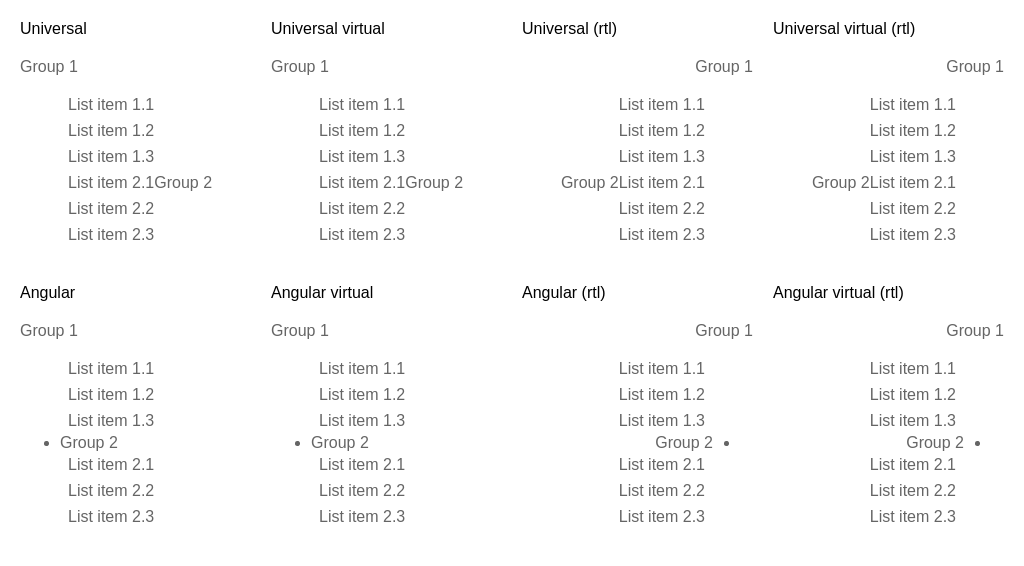 Universal
Group 1
List item 1.1
List item 1.2
List item 1.3
List item 2.1Group 2
List item 2.2
List item 2.3
Universal virtual
Group 1
List item 1.1
List item 1.2
List item 1.3
List item 2.1Group 2
List item 2.2
List item 2.3
Universal (rtl)
Group 1
List item 1.1
List item 1.2
List item 1.3
Group 2List item 2.1
List item 2.2
List item 2.3
Universal virtual (rtl)
Group 1
List item 1.1
List item 1.2
List item 1.3
Group 2List item 2.1
List item 2.2
List item 2.3
Angular
Group 1
List item 1.1
List item 1.2
List item 1.3
• Group 2
List item 2.1
List item 2.2
List item 2.3
Angular virtual
Group 1
List item 1.1
List item 1.2
List item 1.3
• Group 2
List item 2.1
List item 2.2
List item 2.3
Angular (rtl)
Group 1
List item 1.1
List item 1.2
List item 1.3
Group 2 •
List item 2.1
List item 2.2
List item 2.3
Angular virtual (rtl)
Group 1
List item 1.1
List item 1.2
List item 1.3
Group 2 •
List item 2.1
List item 2.2
List item 2.3